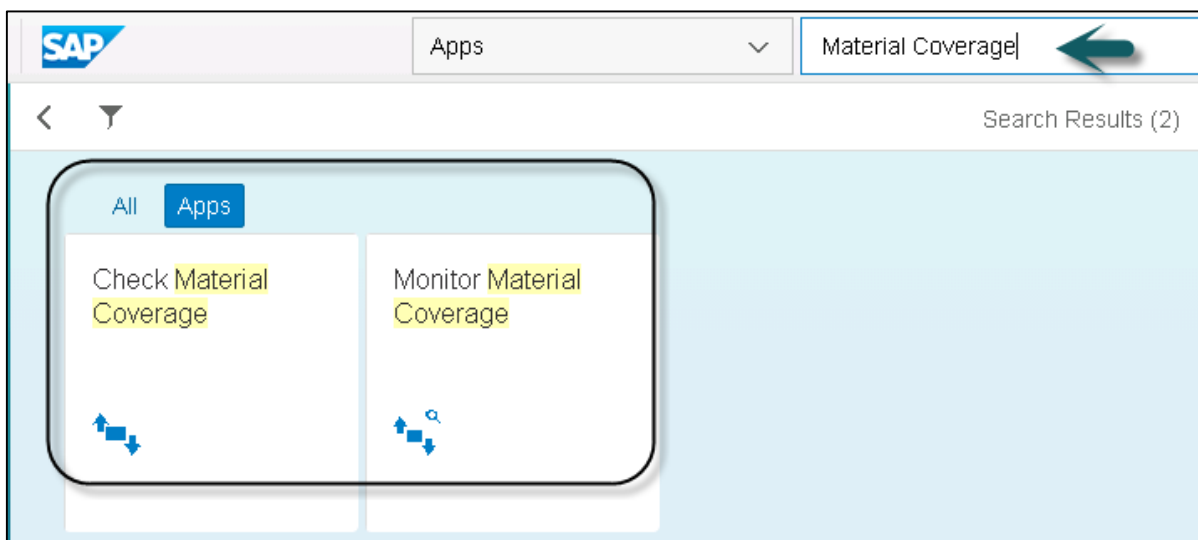 SAP
Apps
Material Coverage
Search Results (2)
All
Apps
Check Material
Coverage
Monitor Material
Coverage